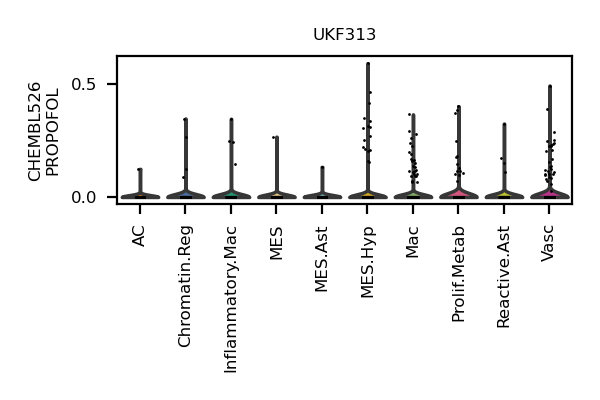 UKF313
CHEMBL526
PROPOFOL
0.5
0.0
AC
Chromatin.Reg
Inflammatory.Mac
MES
MES.Ast
MES.Hyp
Mac
Prolif.Metab
Reactive.Ast
Vasc